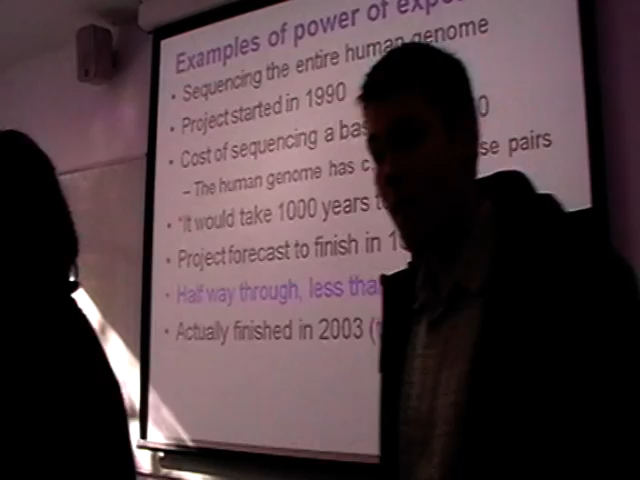 Examples of power of expo
• Sequencing the entire human genome
• Project started in 1990
• Cost of sequencing a bas 0
– The human genome has c. se pairs
• "It would take 1000 years t
• Project forecast to finish in 1
• Half way through, less tha
• Actually finished in 2003 (